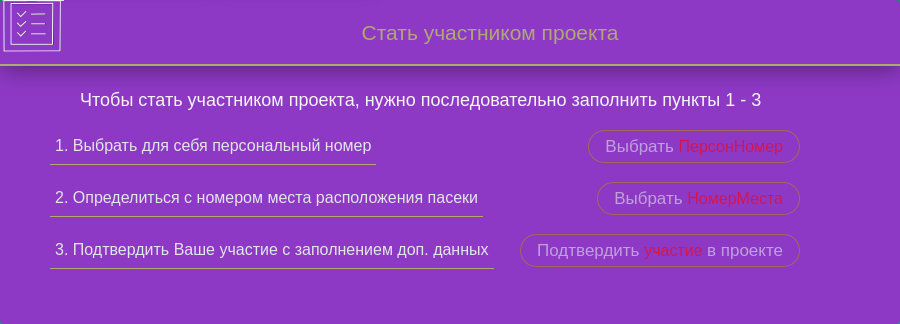 Стать участником проекта
Чтобы стать участником проекта, нужно последовательно заполнить пункты 1 - 3
1. Выбрать для себя персональный номер
Выбрать ПерсонНомер
2. Определиться с номером места расположения пасеки
Выбрать НомерМеста
3. Подтвердить Ваше участие с заполнением доп. данных
Подтвердить участие в проекте